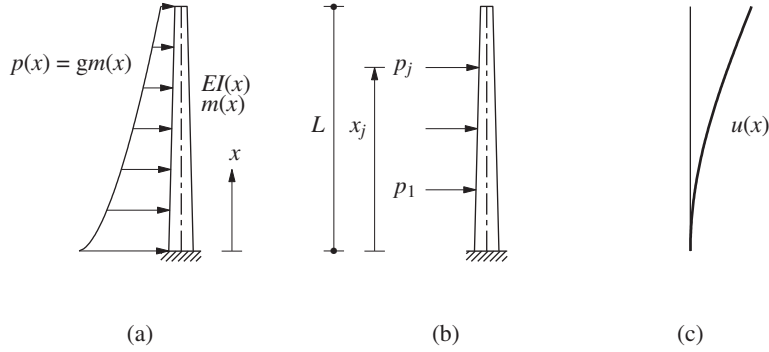 p(x) = gm(x)
EI(x)
m(x)
x
(a)
L
x_j
p_j
p_1
(b)
u(x)
(c)